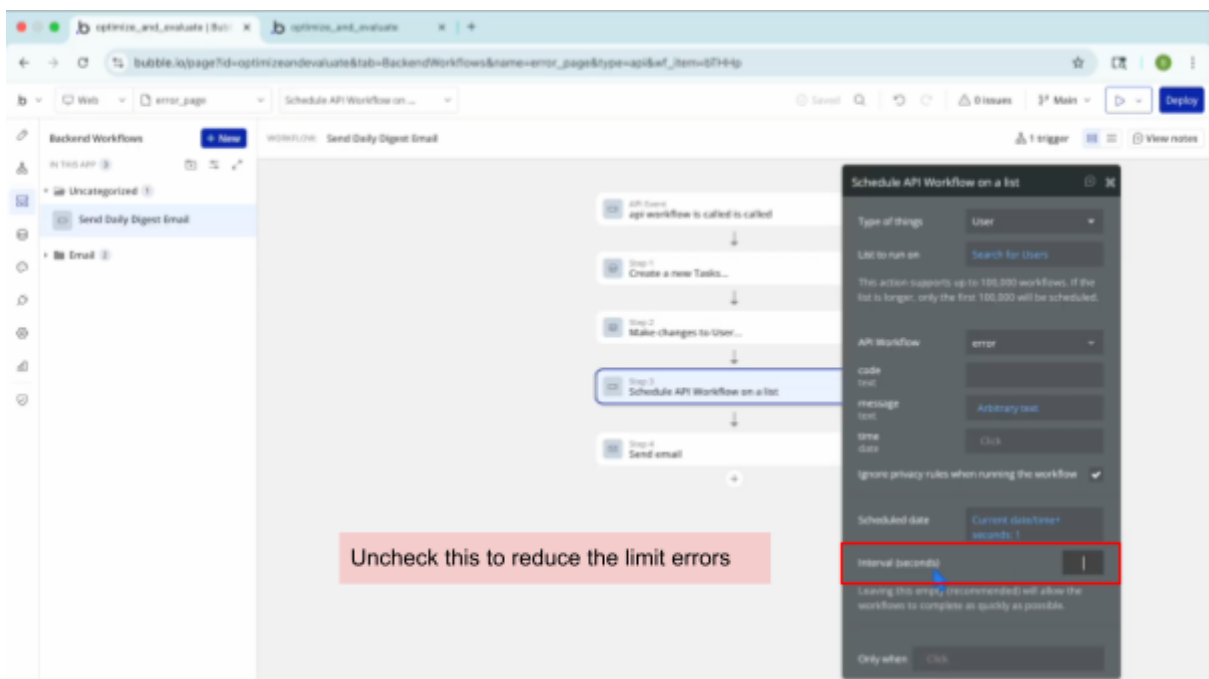 optimize_and_evaluate | Bub
optimize_and_evaluate
bubble.io/page?id=optimizeandevaluate&tab=BackendWorkflows&name=error_page&type=api&wf_item=bTHHp
Web
error_page
Schedule API Workflow on ...
Saved
0 issues
Main
Deploy
Backend Workflows
+ New
WORKFLOW: Send Daily Digest Email
1 trigger
View notes
IN THIS APP 3
Uncategorized 1
Send Daily Digest Email
Email 2
API Event
api workflow is called is called
Step 1
Create a new Tasks...
Step 2
Make changes to User...
Step 3
Schedule API Workflow on a list
Step 4
Send email
Uncheck this to reduce the limit errors
Schedule API Workflow on a list
Type of things User
List to run on Search for Users
This action supports up to 100,000 workflows. If the
list is longer, only the first 100,000 will be scheduled.
API Workflow error
code
text
message Arbitrary text
text
time Click
date
Ignore privacy rules when running the workflow
Scheduled date Current date/time+
seconds: 1
Interval (seconds)
Leaving this empty (recommended) will allow the
workflows to complete as quickly as possible.
Only when Click